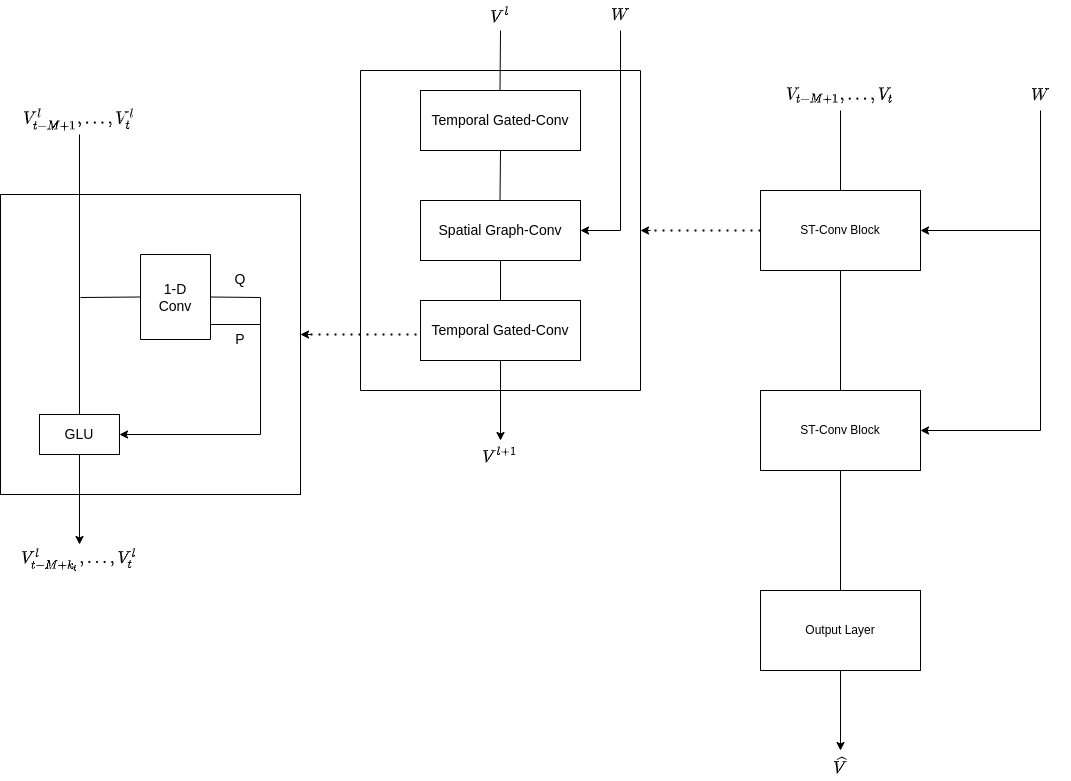 V^l_{t-M+1}, ..., V^l_t
1-D
Conv
Q
P
GLU
V^l_{t-M+k_t}, ..., V^l_t
V^l
W
Temporal Gated-Conv
Spatial Graph-Conv
Temporal Gated-Conv
V^{l+1}
V_{t-M+1}, ..., V_t
W
ST-Conv Block
ST-Conv Block
Output Layer
V̂